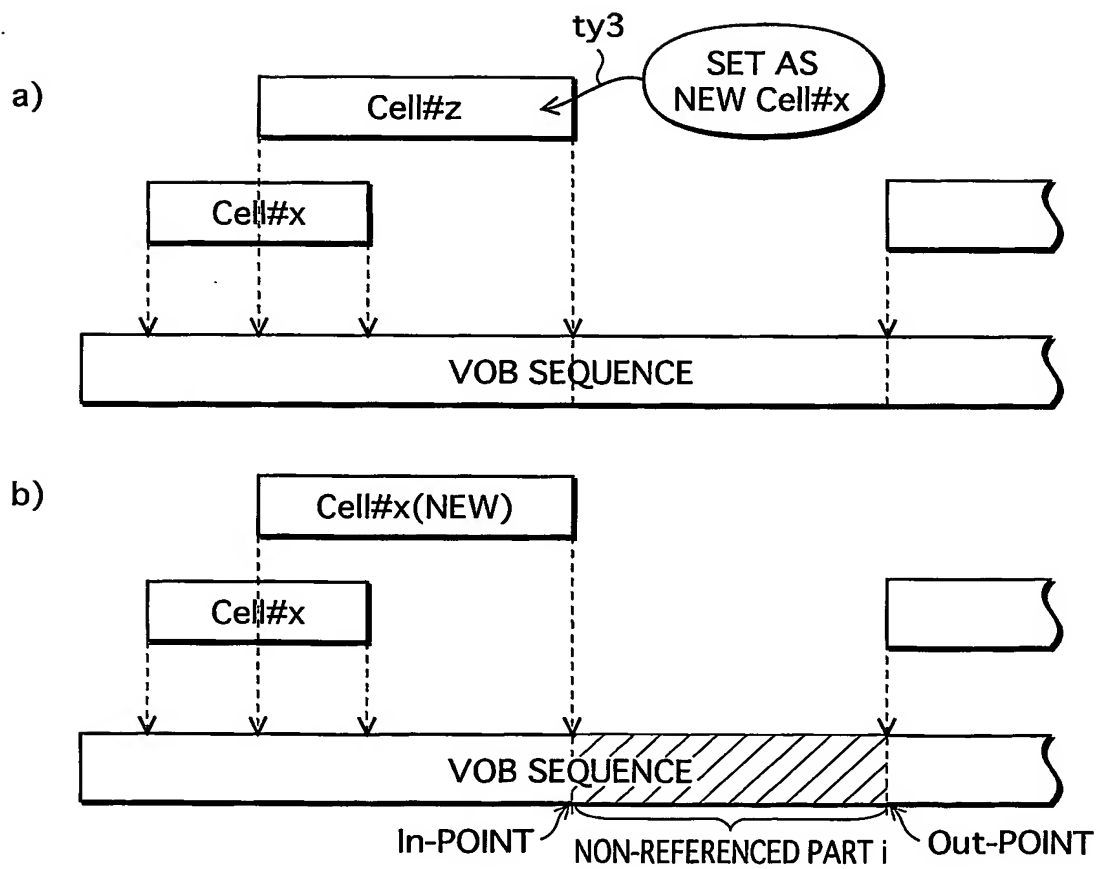 ty3
SET AS
NEW Cell#x
a)
Cell#z
Cell#x
VOB SEQUENCE
b)
Cell#x(NEW)
Cell#x
VOB SEQUENCE
In-POINT
NON-REFERENCED PART i
Out-POINT